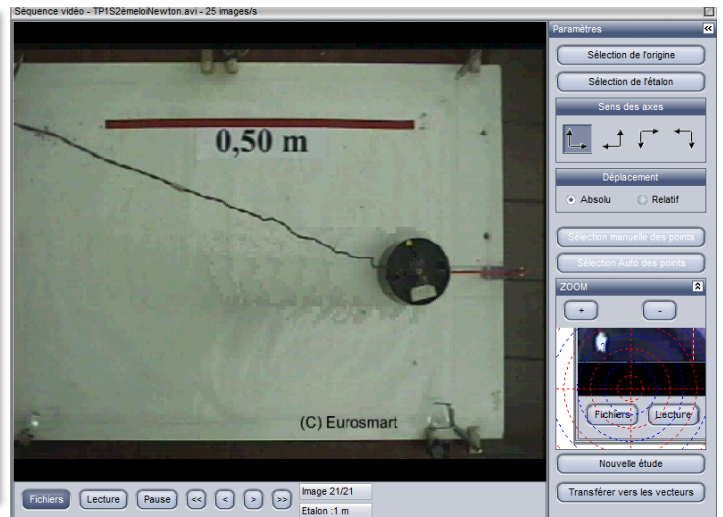 Séquence vidéo - TP1S2èmeloiNewton.avi - 25 images/s
0,50 m
(C) Eurosmart
Fichiers
Lecture
Pause
<<
<
>
>>
Image 21/21
Etalon :1 m
Paramètres
Sélection de l'origine
Sélection de l'étalon
Sens des axes
Déplacement
Absolu
Relatif
Sélection manuelle des points
Sélection Auto des points
ZOOM
+
-
Fichiers
Lecture
Nouvelle étude
Transférer vers les vecteurs